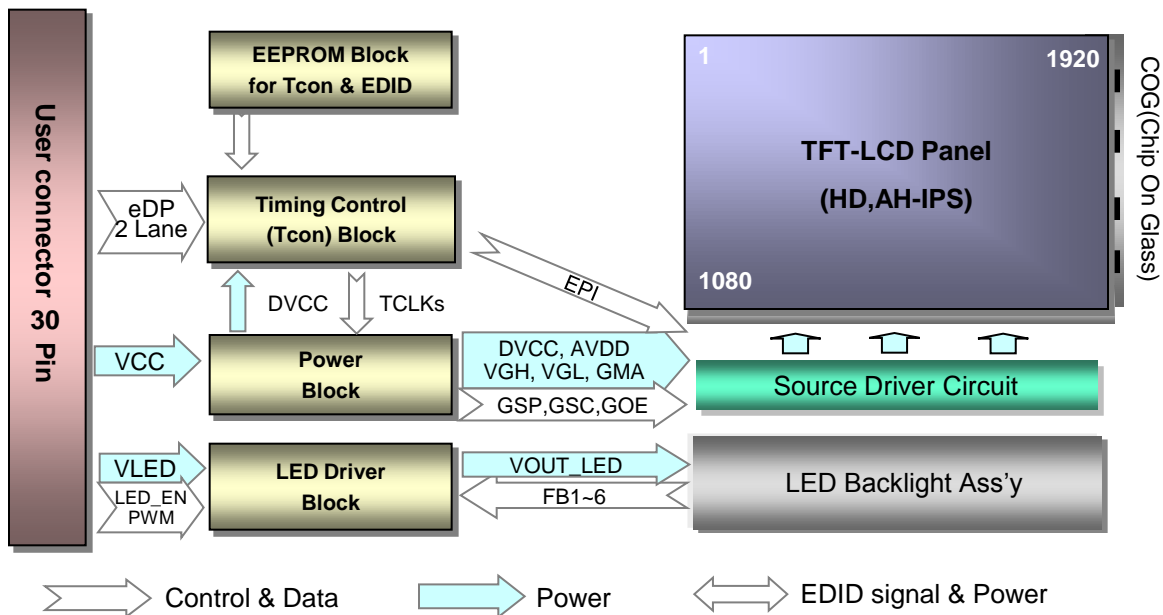 User connector 30 Pin
EEPROM Block
for Tcon & EDID
eDP
2 Lane
Timing Control
(Tcon) Block
DVCC
TCLKs
EPI
VCC
Power
Block
DVCC, AVDD
VGH, VGL, GMA
GSP,GSC,GOE
VLED
LED_EN
PWM
LED Driver
Block
VOUT_LED
FB1~6
1
1920
TFT-LCD Panel
(HD,AH-IPS)
1080
COG(Chip On Glass)
Source Driver Circuit
LED Backlight Ass’y
Control & Data
Power
EDID signal & Power